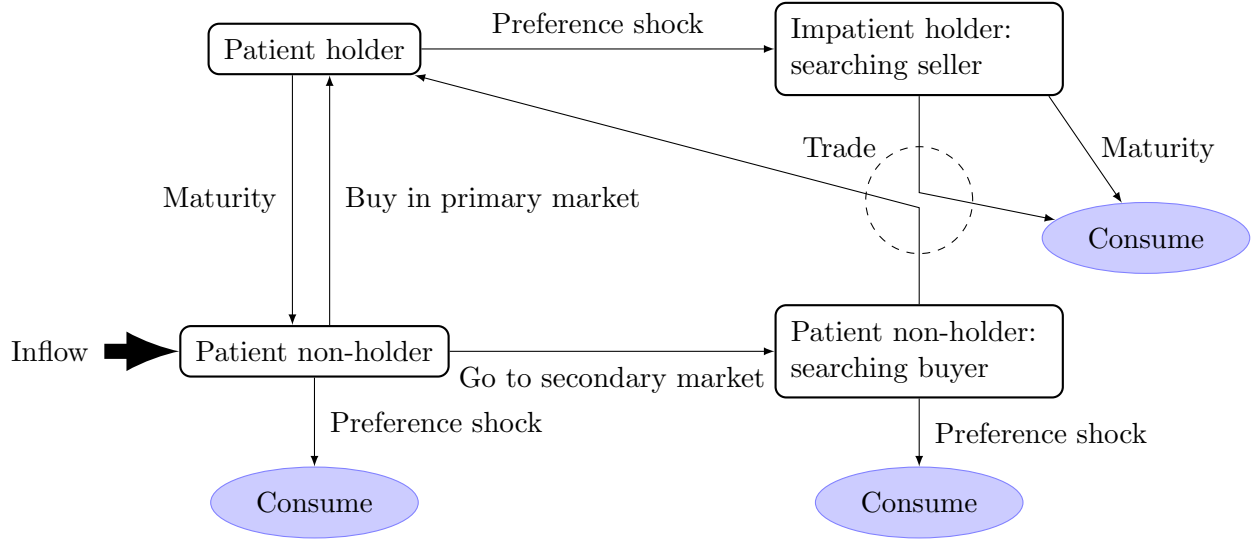 Preference shock
Patient holder
Impatient holder:
searching seller
Trade
Maturity
Maturity
Buy in primary market
Consume
Inflow
Patient non-holder
Go to secondary market
Patient non-holder:
searching buyer
Preference shock
Preference shock
Consume
Consume